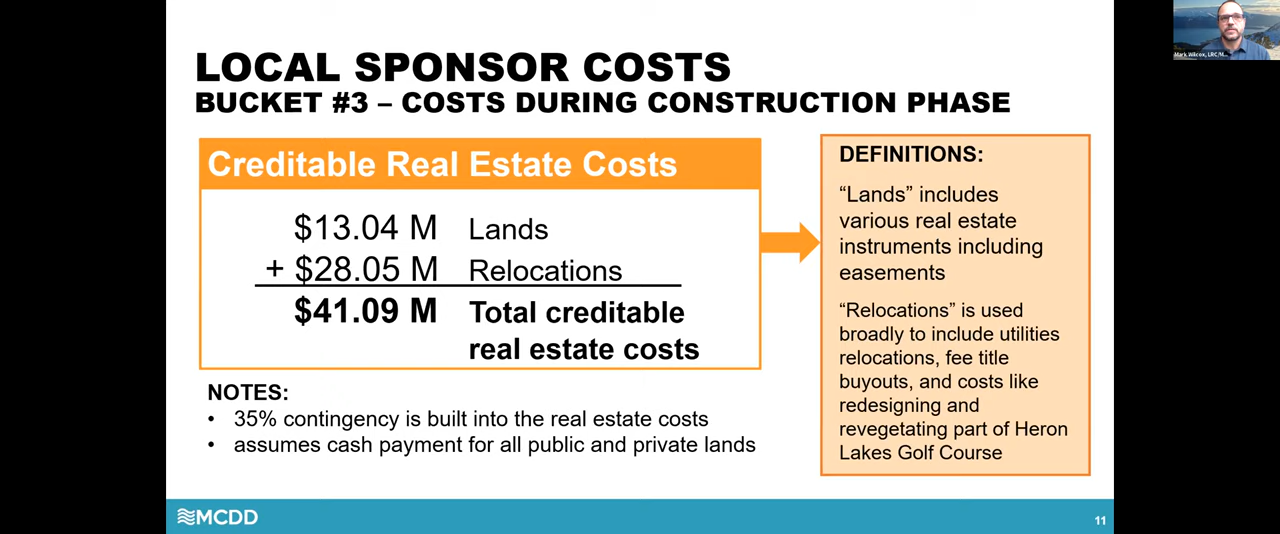 LOCAL SPONSOR COSTS
BUCKET #3 – COSTS DURING CONSTRUCTION PHASE
Creditable Real Estate Costs
$13.04 M Lands
+ $28.05 M Relocations
$41.09 M Total creditable
real estate costs
NOTES:
• 35% contingency is built into the real estate costs
• assumes cash payment for all public and private lands
DEFINITIONS:
“Lands” includes
various real estate
instruments including
easements
“Relocations” is used
broadly to include utilities
relocations, fee title
buyouts, and costs like
redesigning and
revegetating part of Heron
Lakes Golf Course
MCDD
11
Mark Wilcox, LRC/M...